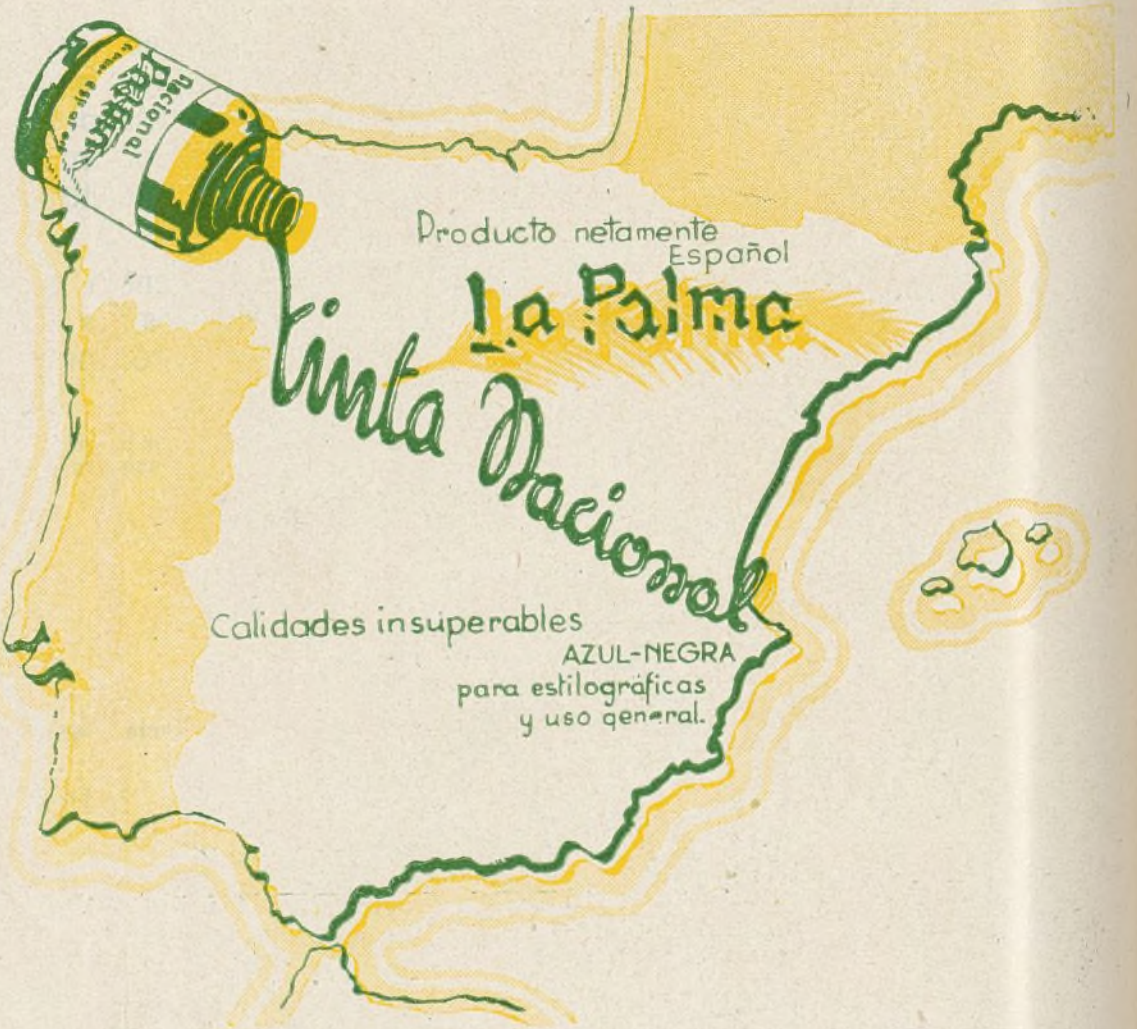 Nacional
Producto netamente
Español
La Palma
Tinta Nacional
Calidades insuperables
AZUL-NEGRA
para estilográficas
y uso general.